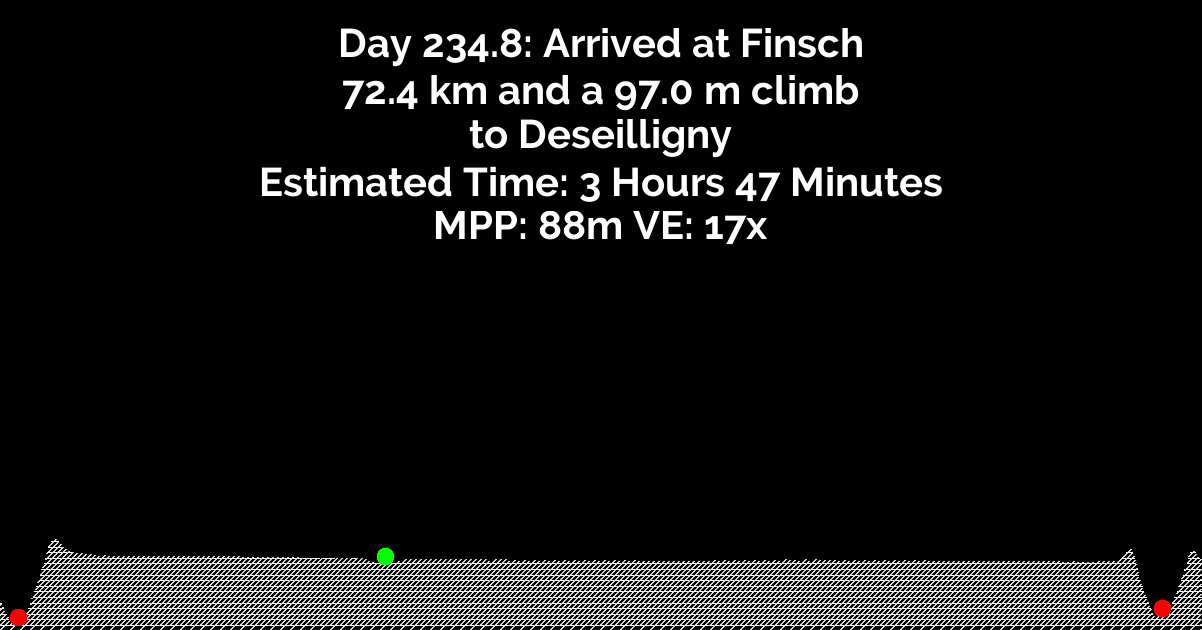 Day 234.8: Arrived at Finsch
72.4 km and a 97.0 m climb
to Deseilligny
Estimated Time: 3 Hours 47 Minutes
MPP: 88m VE: 17x